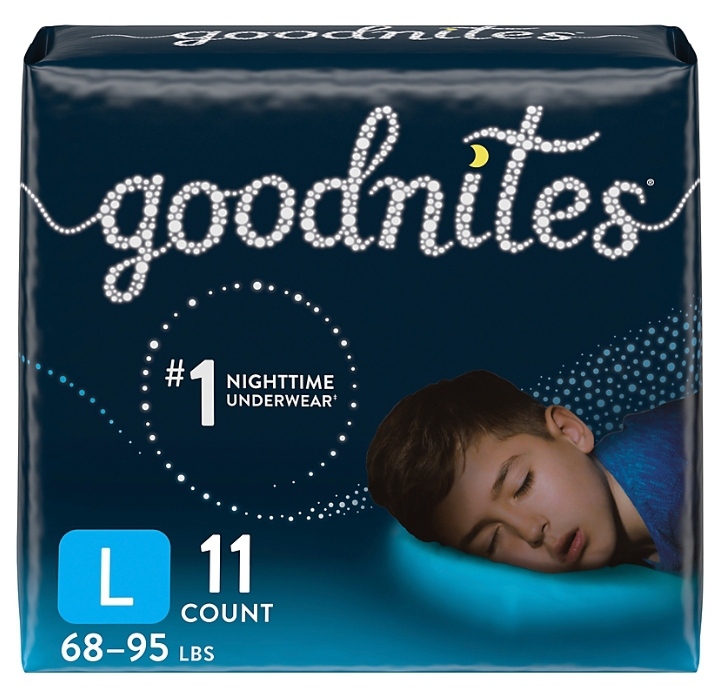 goodnites
goodnites®
#1 NIGHTTIME
UNDERWEAR‡
L
11
COUNT
68–95 LBS